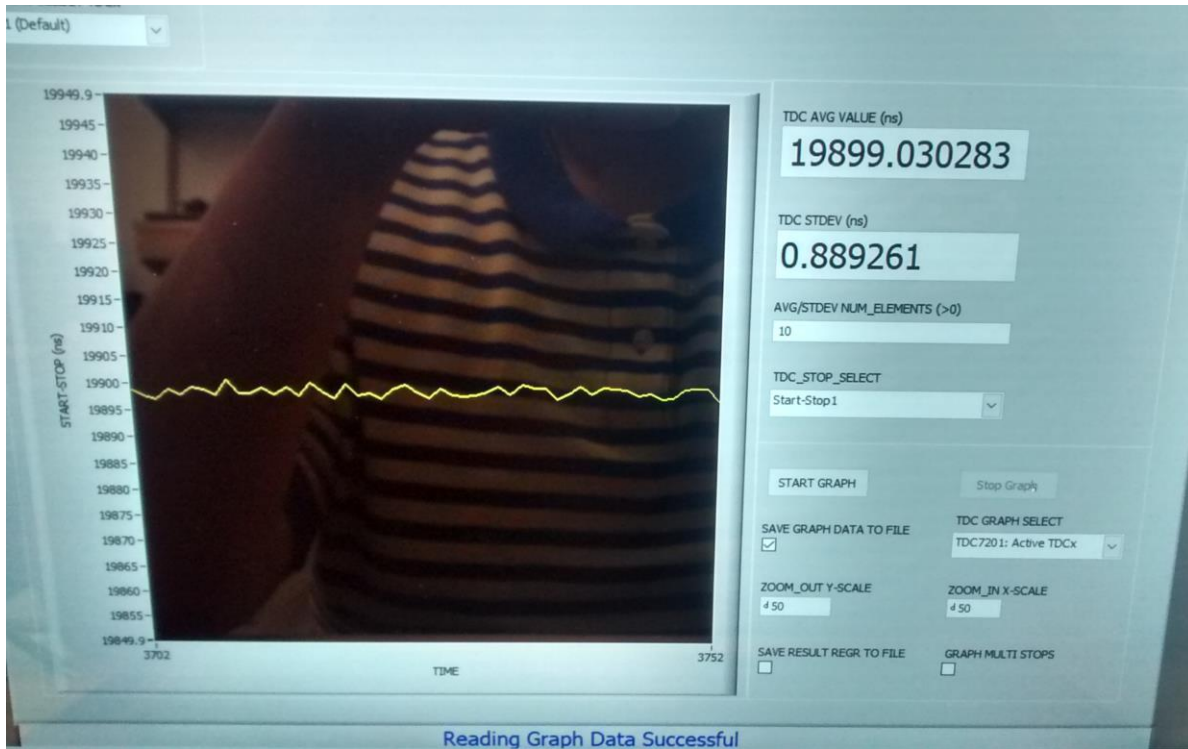 1 (Default)
19949.9
19945
19940
19935
19930
19925
19920
19915
19910
19905
19900
19895
19890
19885
19880
19875
19870
19865
19860
19855
19849.9
START-STOP (ns)
3702
3752
TIME
TDC AVG VALUE (ns)
19899.030283
TDC STDEV (ns)
0.889261
AVG/STDEV NUM_ELEMENTS (>0)
10
TDC_STOP_SELECT
Start-Stop1
START GRAPH
Stop Graph
SAVE GRAPH DATA TO FILE
TDC GRAPH SELECT
TDC7201: Active TDCx
ZOOM_OUT Y-SCALE
d 50
ZOOM_IN X-SCALE
d 50
SAVE RESULT REGR TO FILE
GRAPH MULTI STOPS
Reading Graph Data Successful